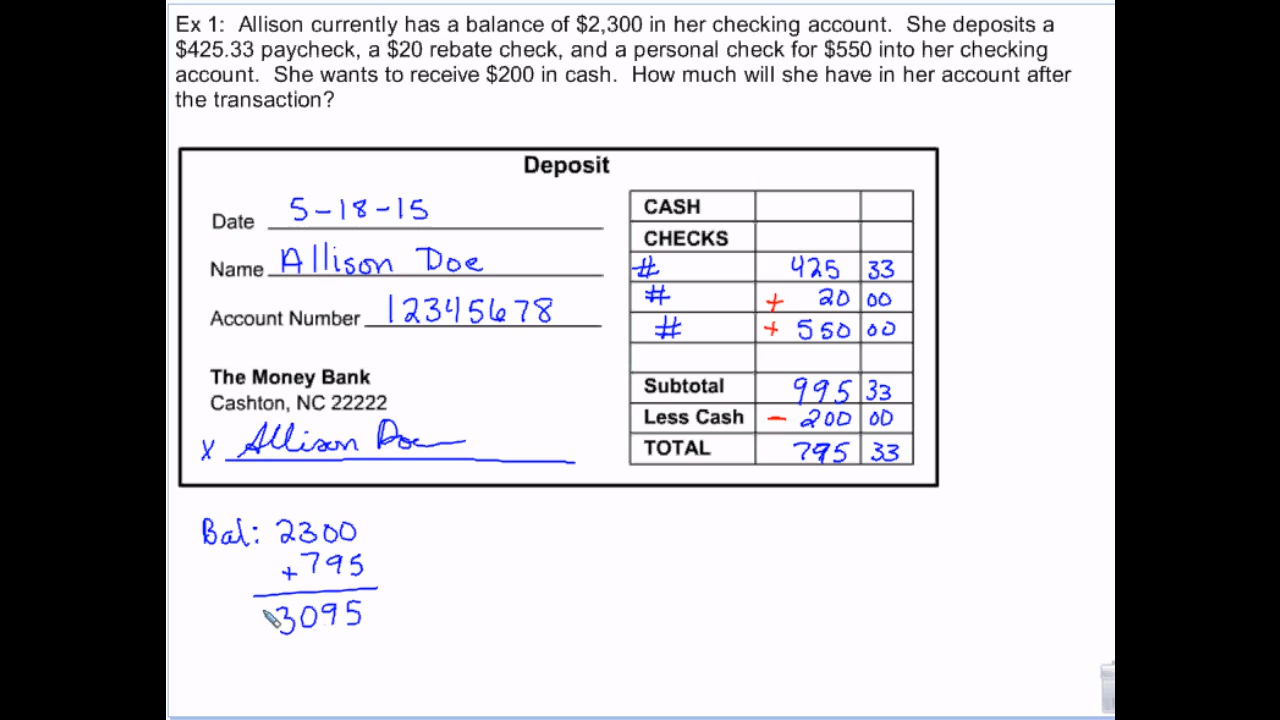 Ex 1: Allison currently has a balance of $2,300 in her checking account. She deposits a
$425.33 paycheck, a $20 rebate check, and a personal check for $550 into her checking
account. She wants to receive $200 in cash. How much will she have in her account after
the transaction?
Deposit
Date 5-18-15
Name Allison Doe
Account Number 12345678
The Money Bank
Cashton, NC 22222
x Allison Doe
CASH
CHECKS
# 425 33
# + 20 00
# + 550 00
Subtotal 995 33
Less Cash - 200 00
TOTAL 795 33
Bal: 2300
+ 795
3095